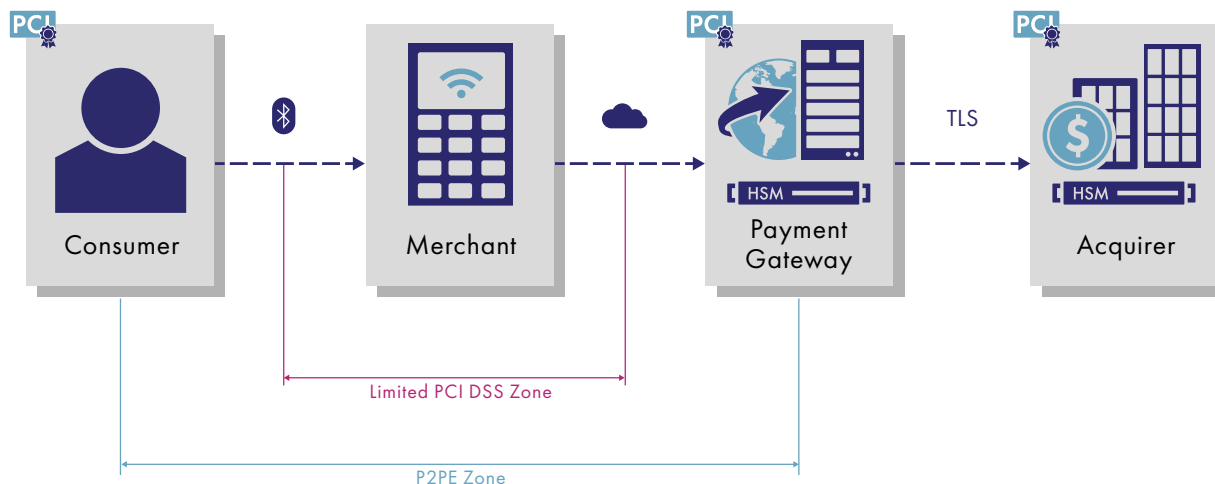 PCI
PCI
PCI
TLS
HSM
HSM
Consumer
Merchant
Payment
Gateway
Acquirer
Limited PCI DSS Zone
P2PE Zone